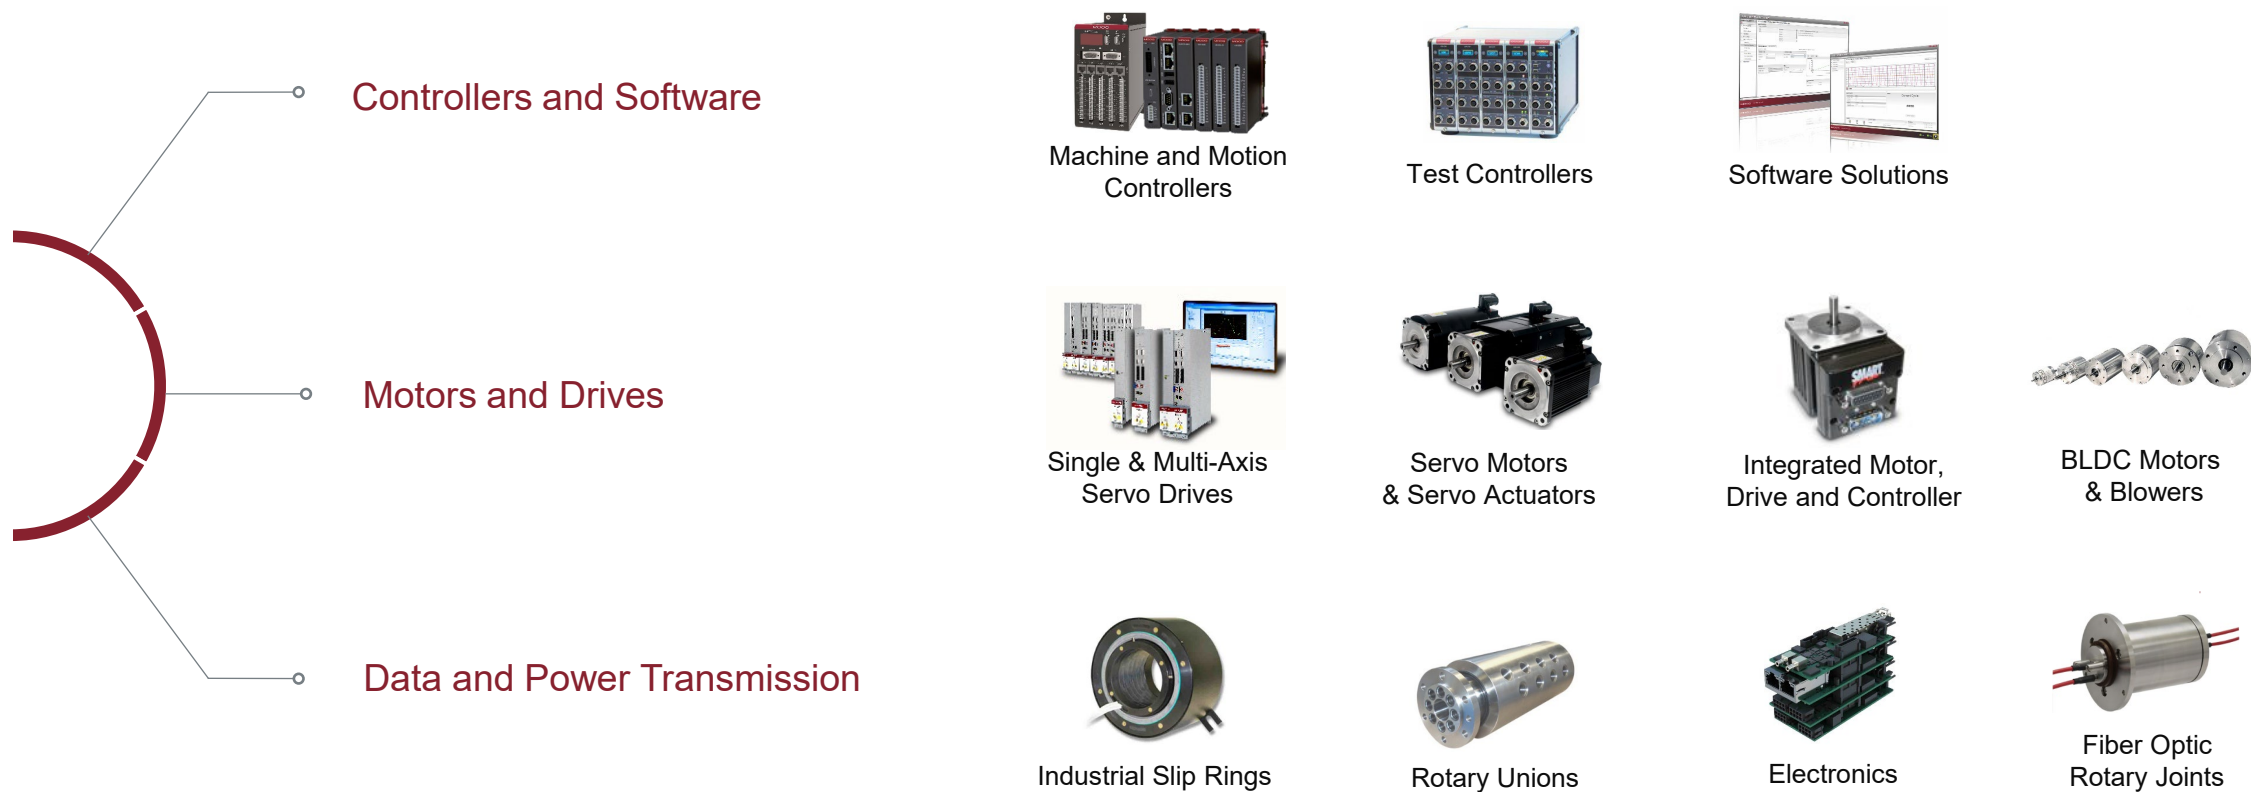 Controllers and Software
Machine and Motion
Controllers
Test Controllers
Software Solutions
Motors and Drives
SMART
Single & Multi-Axis
Servo Drives
Servo Motors
& Servo Actuators
Integrated Motor,
Drive and Controller
BLDC Motors
& Blowers
Data and Power Transmission
Industrial Slip Rings
Rotary Unions
Electronics
Fiber Optic
Rotary Joints